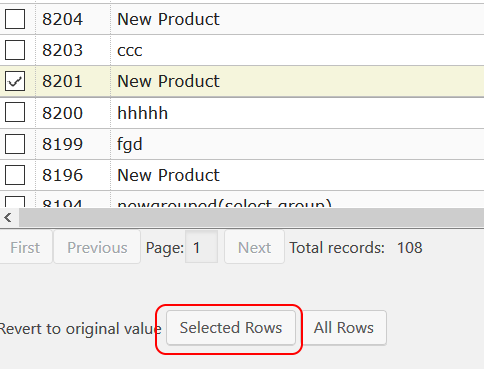 8204 New Product
8203 ccc
8201 New Product
8200 hhhhh
8199 fgd
8196 New Product
8194 newgrouped(select group)
First Previous Page: 1 Next Total records: 108
Revert to original value Selected Rows All Rows